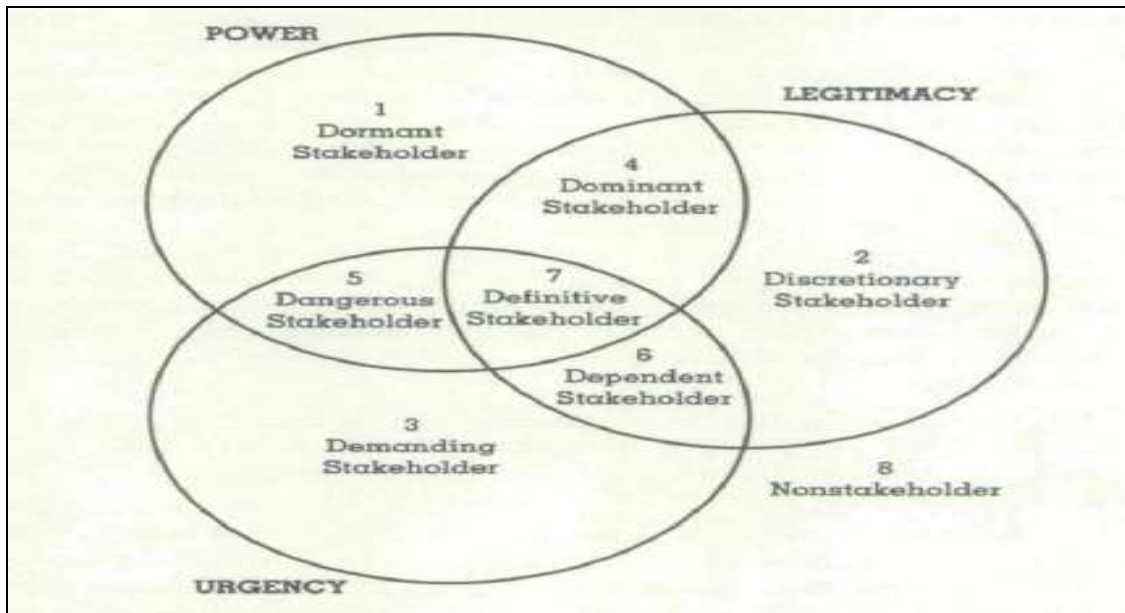 POWER
LEGITIMACY
1
Dormant
Stakeholder
4
Dominant
Stakeholder
2
Discretionary
Stakeholder
5
Dangerous
Stakeholder
7
Definitive
Stakeholder
6
Dependent
Stakeholder
3
Demanding
Stakeholder
8
Nonstakeholder
URGENCY